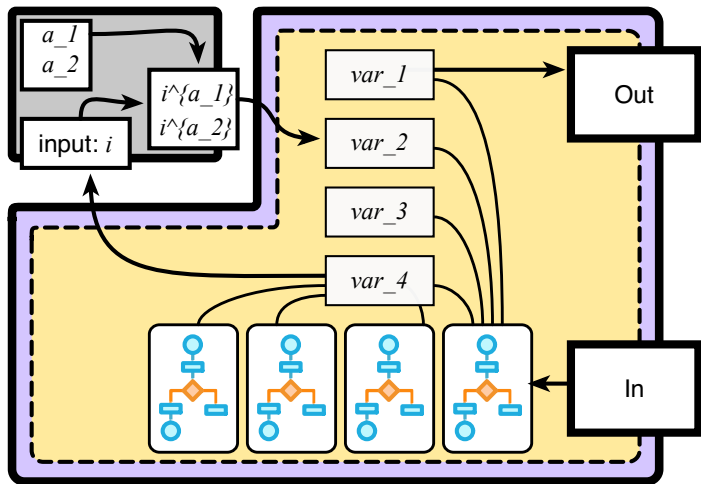 a_1
a_2
i^{a_1}
i^{a_2}
input: i
var_1
var_2
var_3
var_4
Out
In